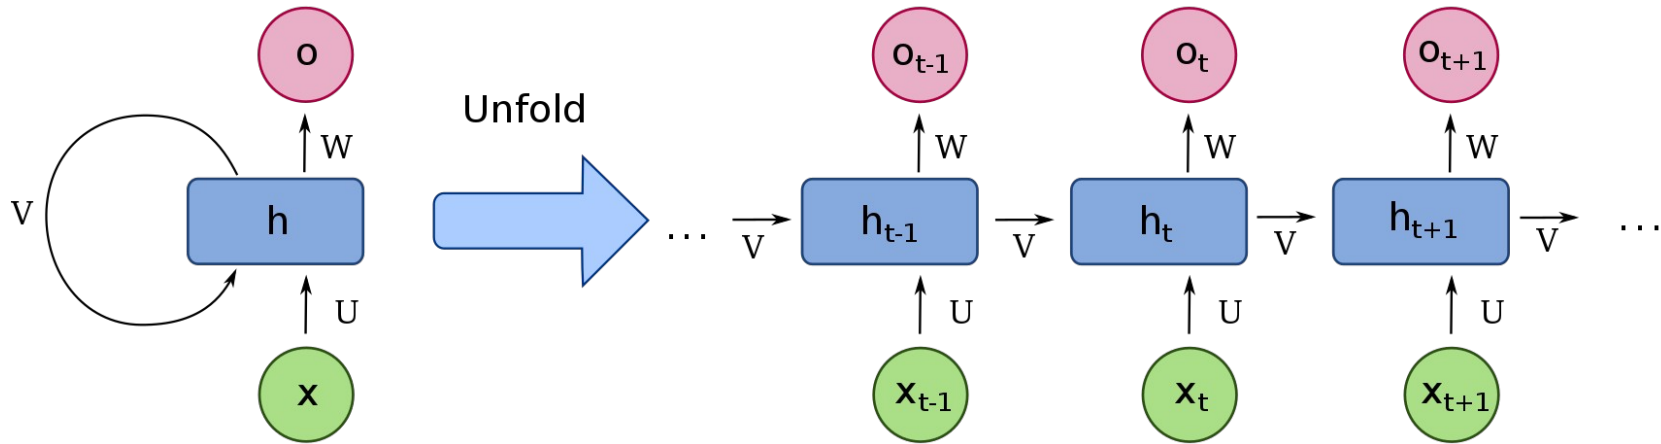 o
Unfold
W
V
h
U
x
o_{t-1} o_t o_{t+1}
W W W
... V h_{t-1} V h_t V h_{t+1} V ...
U U U
x_{t-1} x_t x_{t+1}